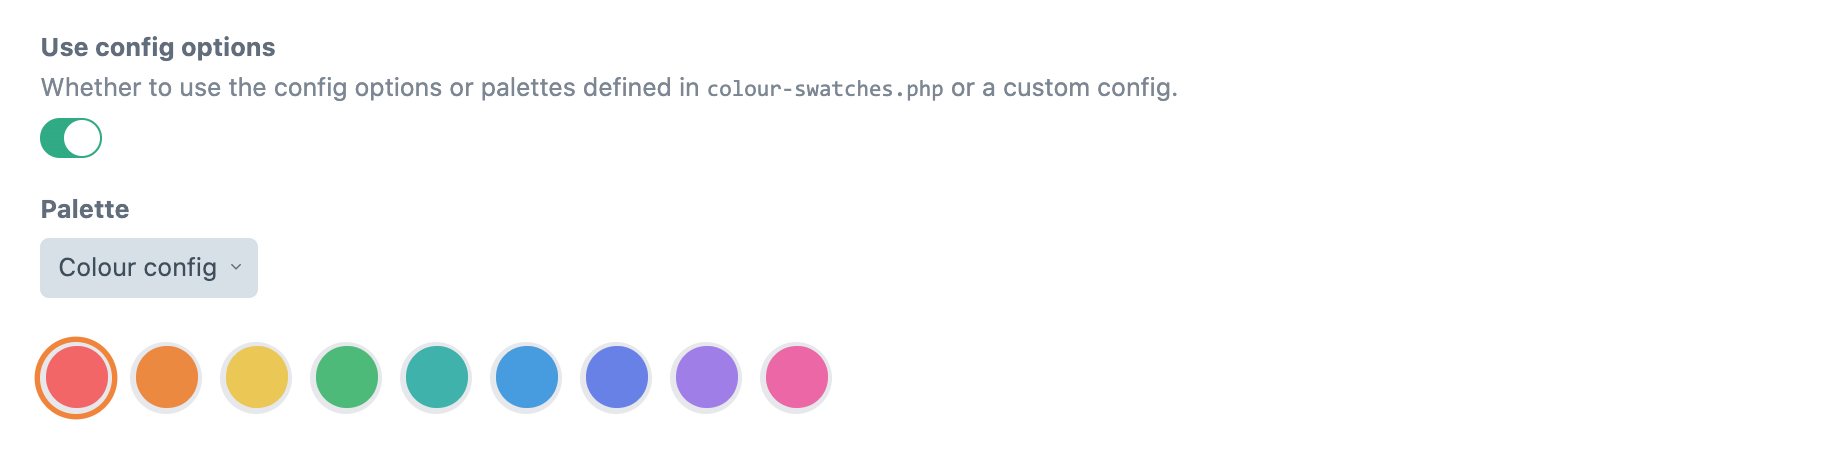 Use config options
Whether to use the config options or palettes defined in colour-swatches.php or a custom config.
Palette
Colour config